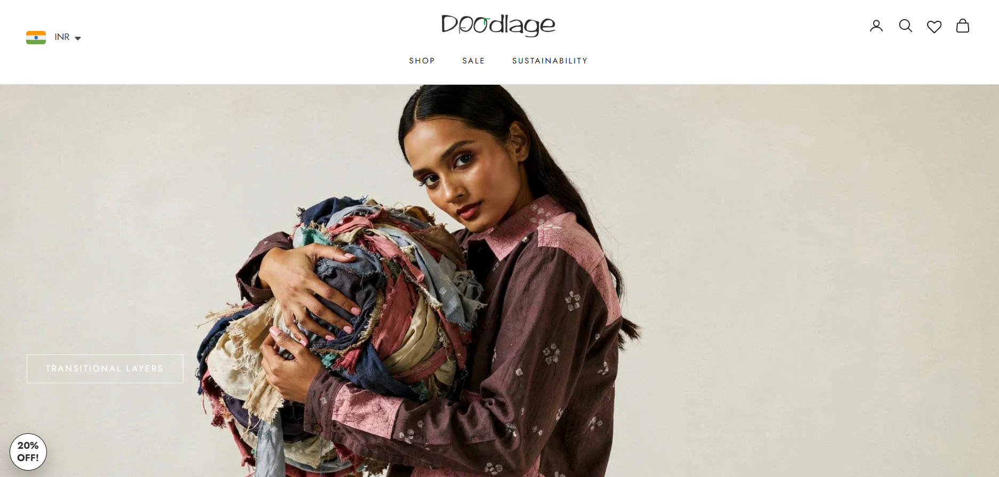 INR
Doodlage
SHOP SALE SUSTAINABILITY
TRANSITIONAL LAYERS
20%
OFF!